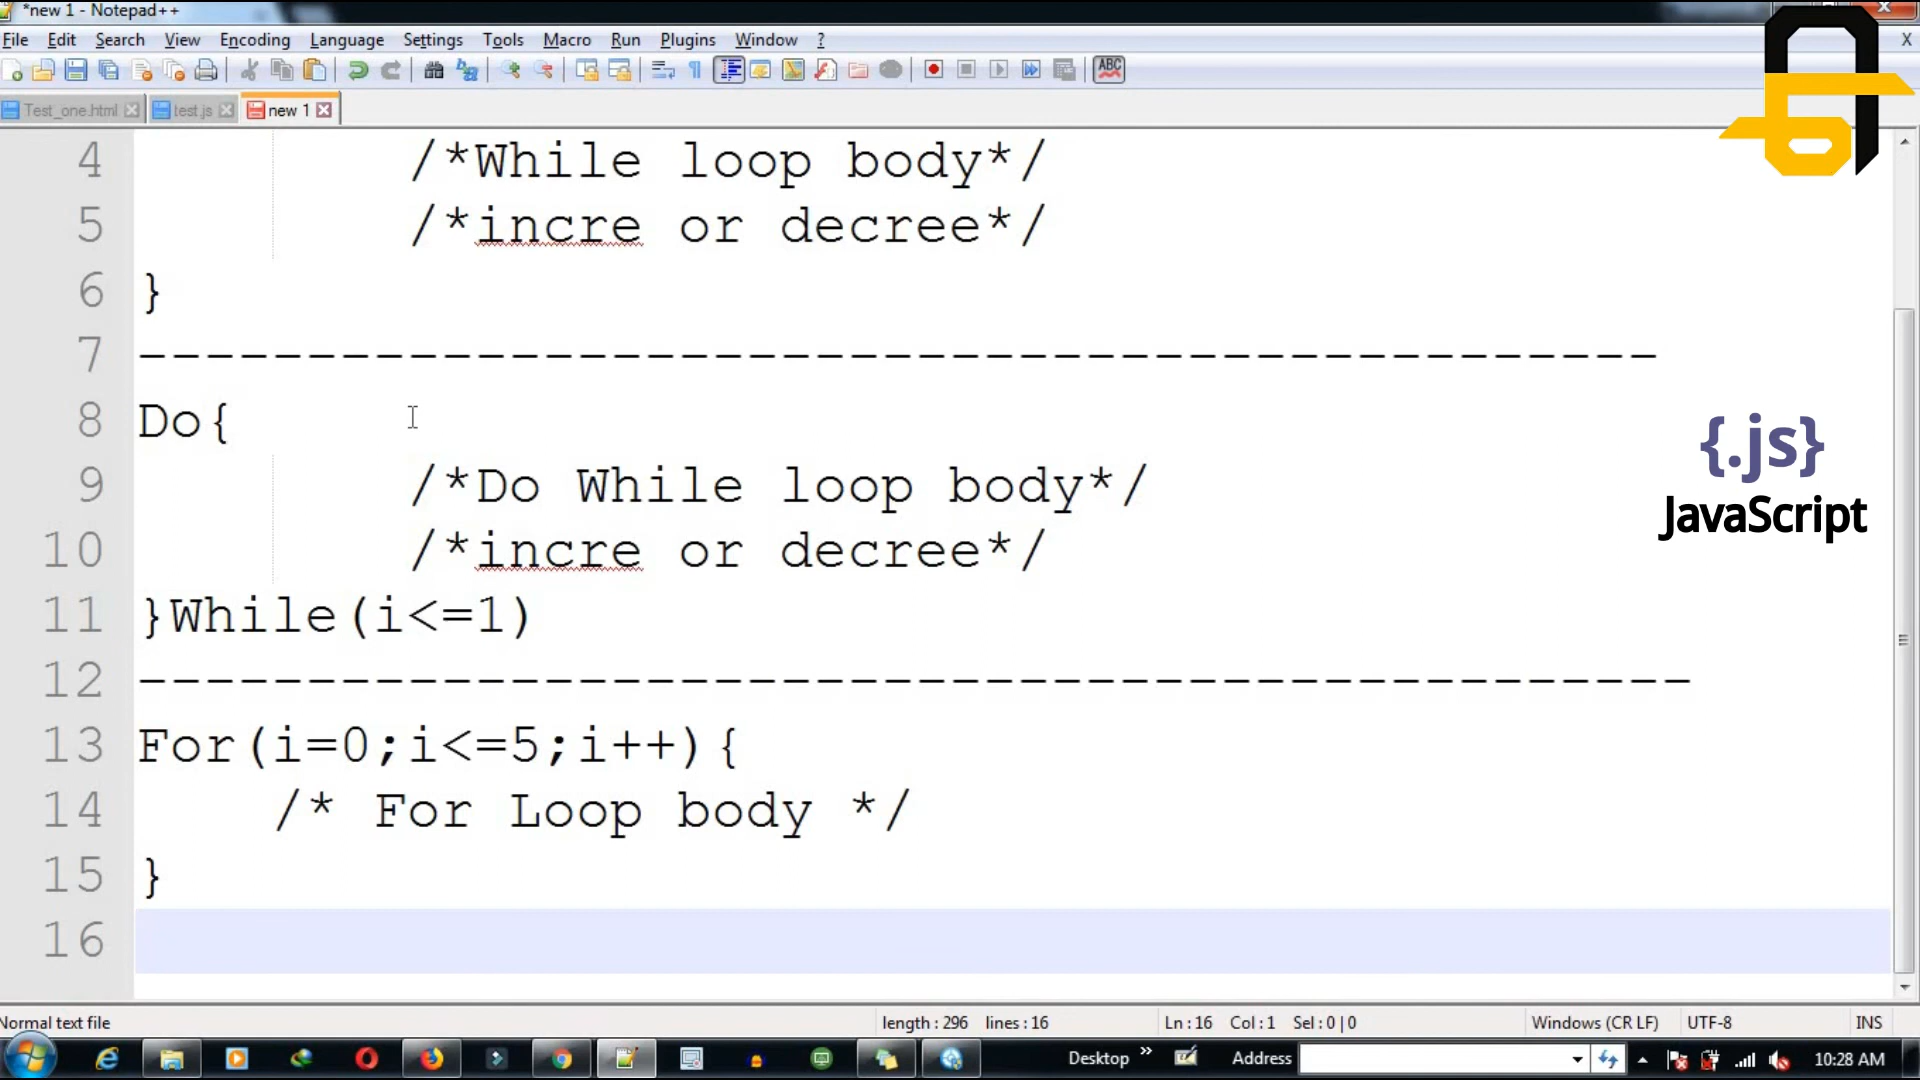 *new 1 - Notepad++
File Edit Search View Encoding Language Settings Tools Macro Run Plugins Window ? X
ABC
Test_one.html test.js new 1
4 /*While loop body*/
5 /*incre or decree*/
6 }
7 ----------------------------------------------
8 Do{
9 /*Do While loop body*/
10 /*incre or decree*/
11 }While(i<=1)
12 -----------------------------------------------
13 For(i=0;i<=5;i++){
14 /* For Loop body */
15 }
16
{.js}
JavaScript
Normal text file length : 296 lines : 16 Ln : 16 Col : 1 Sel : 0 | 0 Windows (CR LF) UTF-8 INS
Desktop » Address 10:28 AM